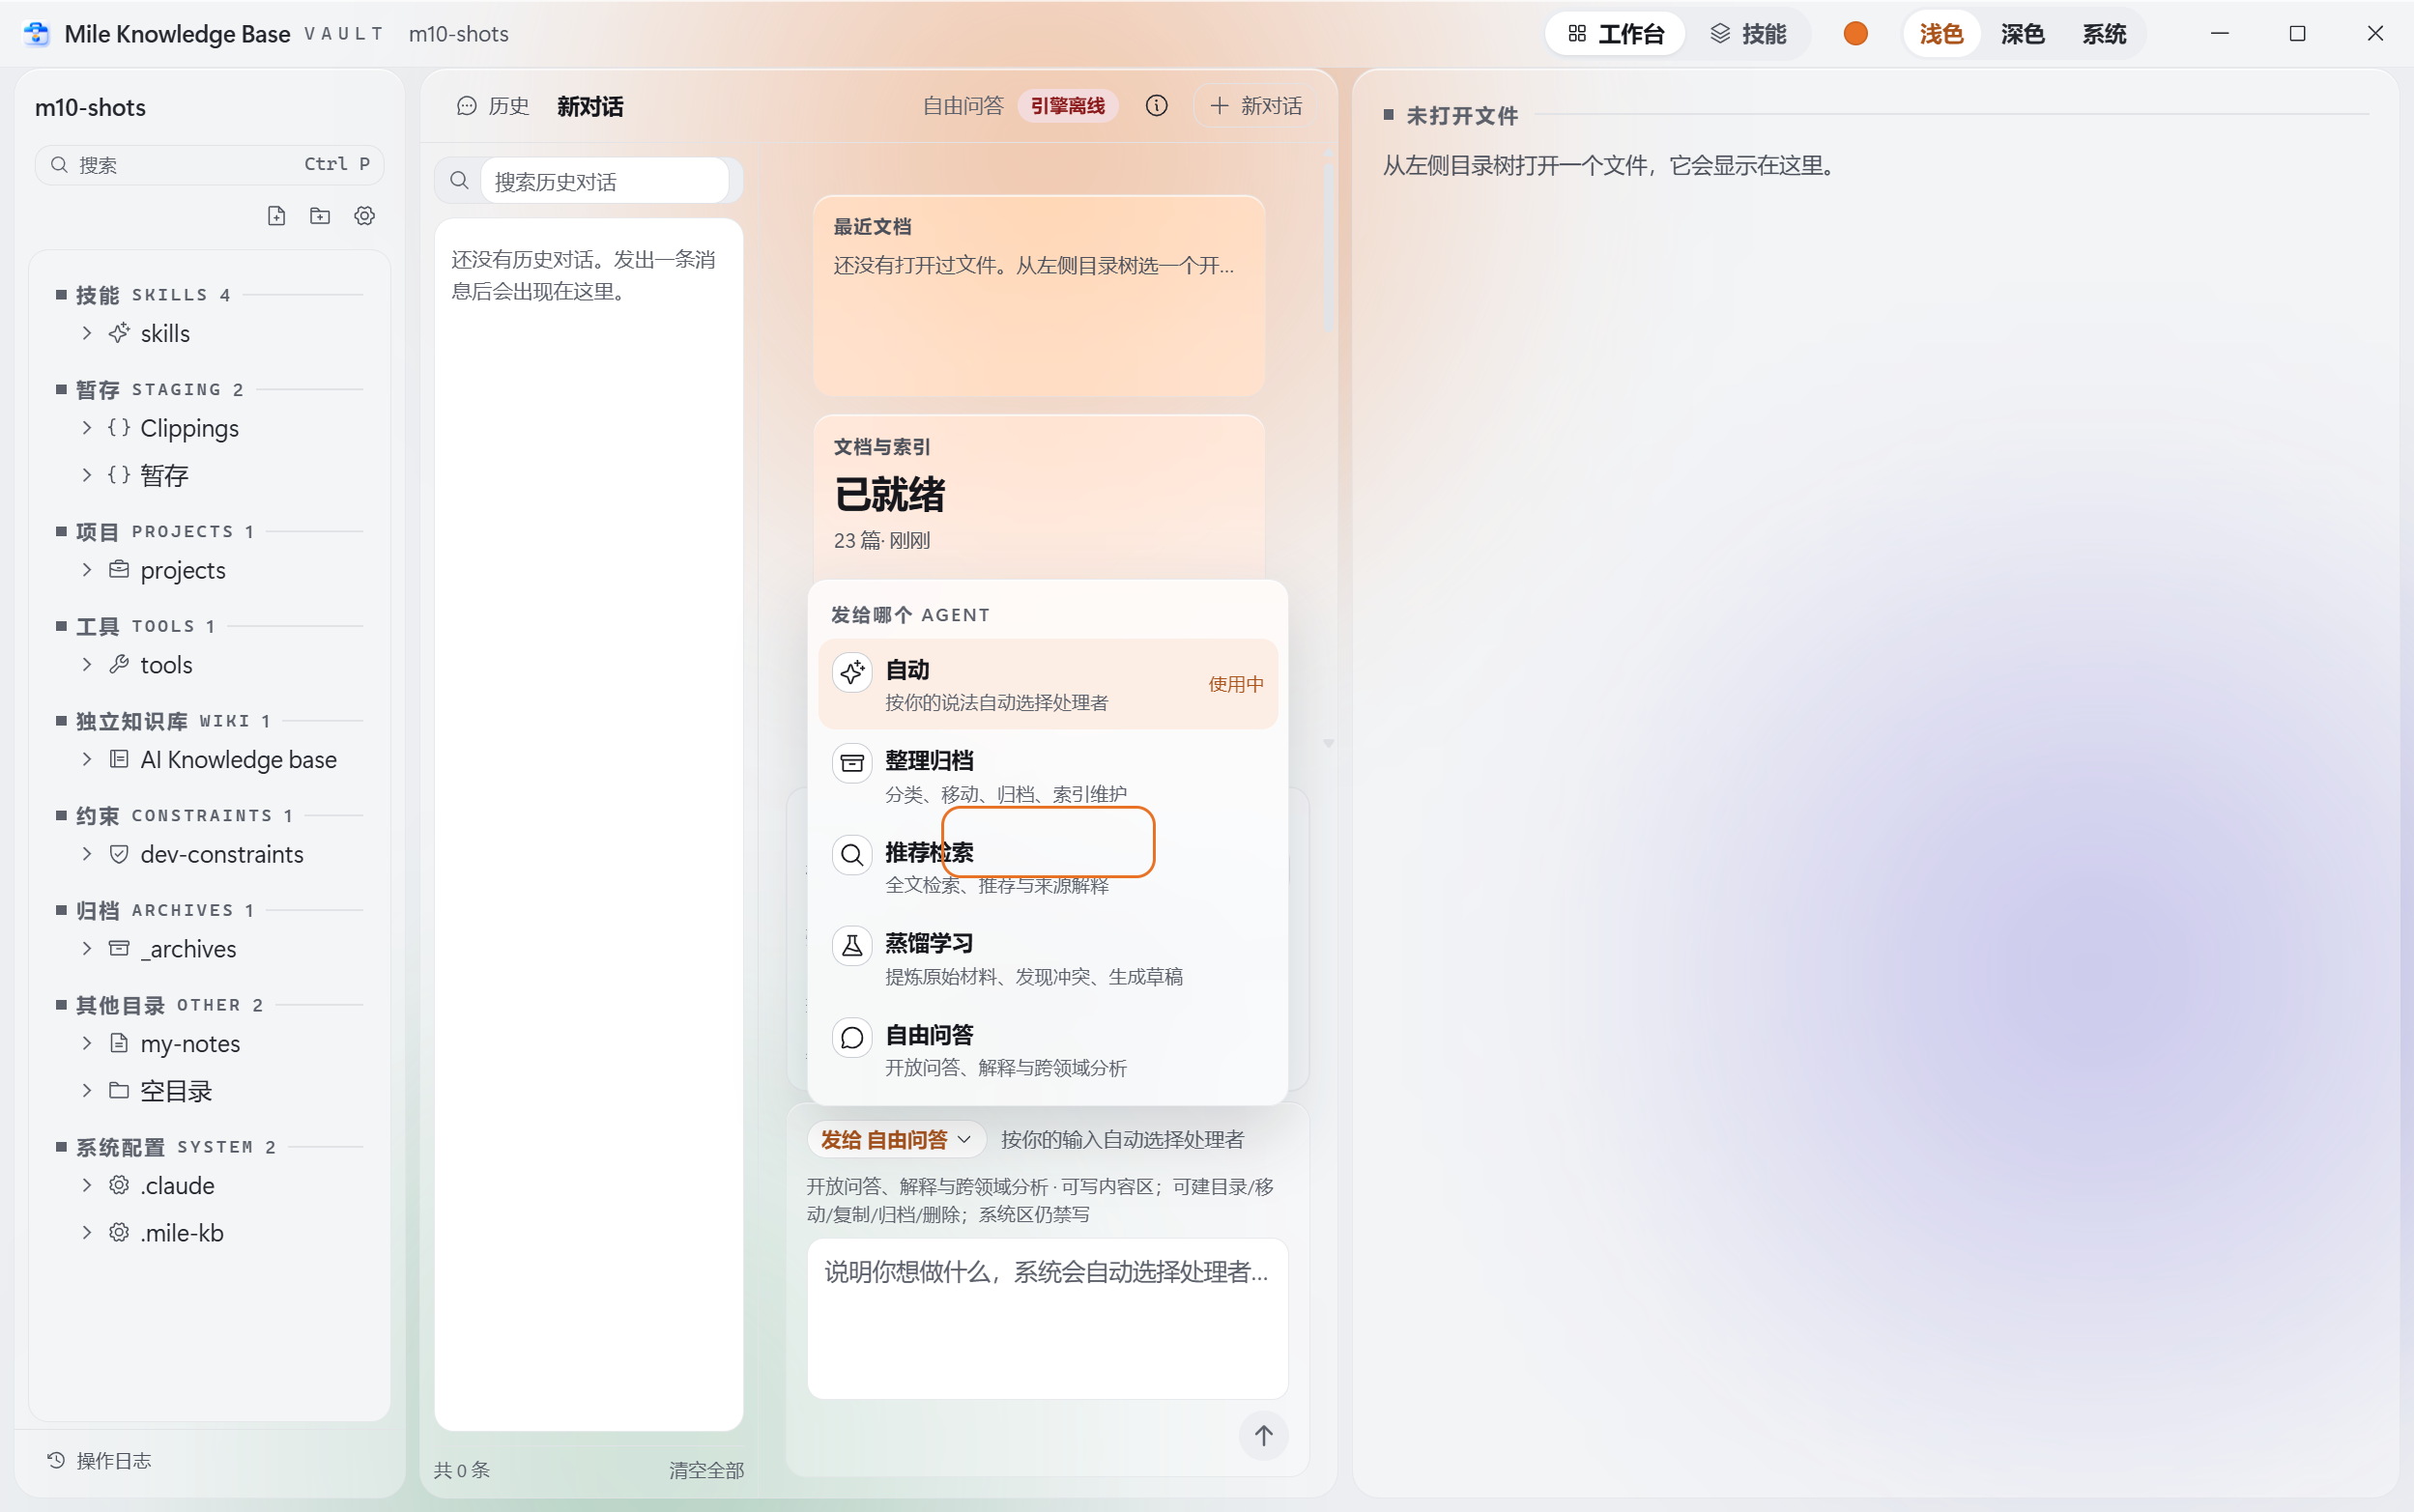 Mile Knowledge Base VAULT m10-shots
工作台 技能 浅色 深色 系统
m10-shots
搜索 Ctrl P
技能 SKILLS 4
skills
暂存 STAGING 2
Clippings
暂存
项目 PROJECTS 1
projects
工具 TOOLS 1
tools
独立知识库 WIKI 1
AI Knowledge base
约束 CONSTRAINTS 1
dev-constraints
归档 ARCHIVES 1
_archives
其他目录 OTHER 2
my-notes
空目录
系统配置 SYSTEM 2
.claude
.mile-kb
操作日志
历史 新对话 自由问答 引擎离线 新对话
搜索历史对话
还没有历史对话。发出一条消
息后会出现在这里。
共 0 条 清空全部
最近文档
还没有打开过文件。从左侧目录树选一个开...
文档与索引
已就绪
23 篇· 刚刚
发给哪个 AGENT
自动
按你的说法自动选择处理者
使用中
整理归档
分类、移动、归档、索引维护
推荐检索
全文检索、推荐与来源解释
蒸馏学习
提炼原始材料、发现冲突、生成草稿
自由问答
开放问答、解释与跨领域分析
发给 自由问答 按你的输入自动选择处理者
开放问答、解释与跨领域分析 · 可写内容区；可建目录/移
动/复制/归档/删除；系统区仍禁写
说明你想做什么，系统会自动选择处理者...
未打开文件
从左侧目录树打开一个文件，它会显示在这里。